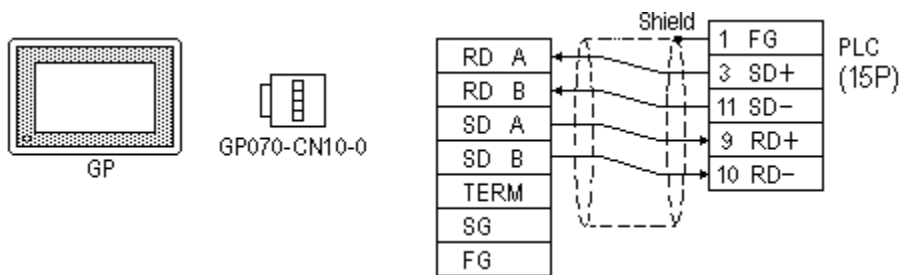 GP
GP070-CN10-0
Shield
RD A
RD B
SD A
SD B
TERM
SG
FG
1 FG
3 SD+
11 SD-
9 RD+
10 RD-
PLC
(15P)